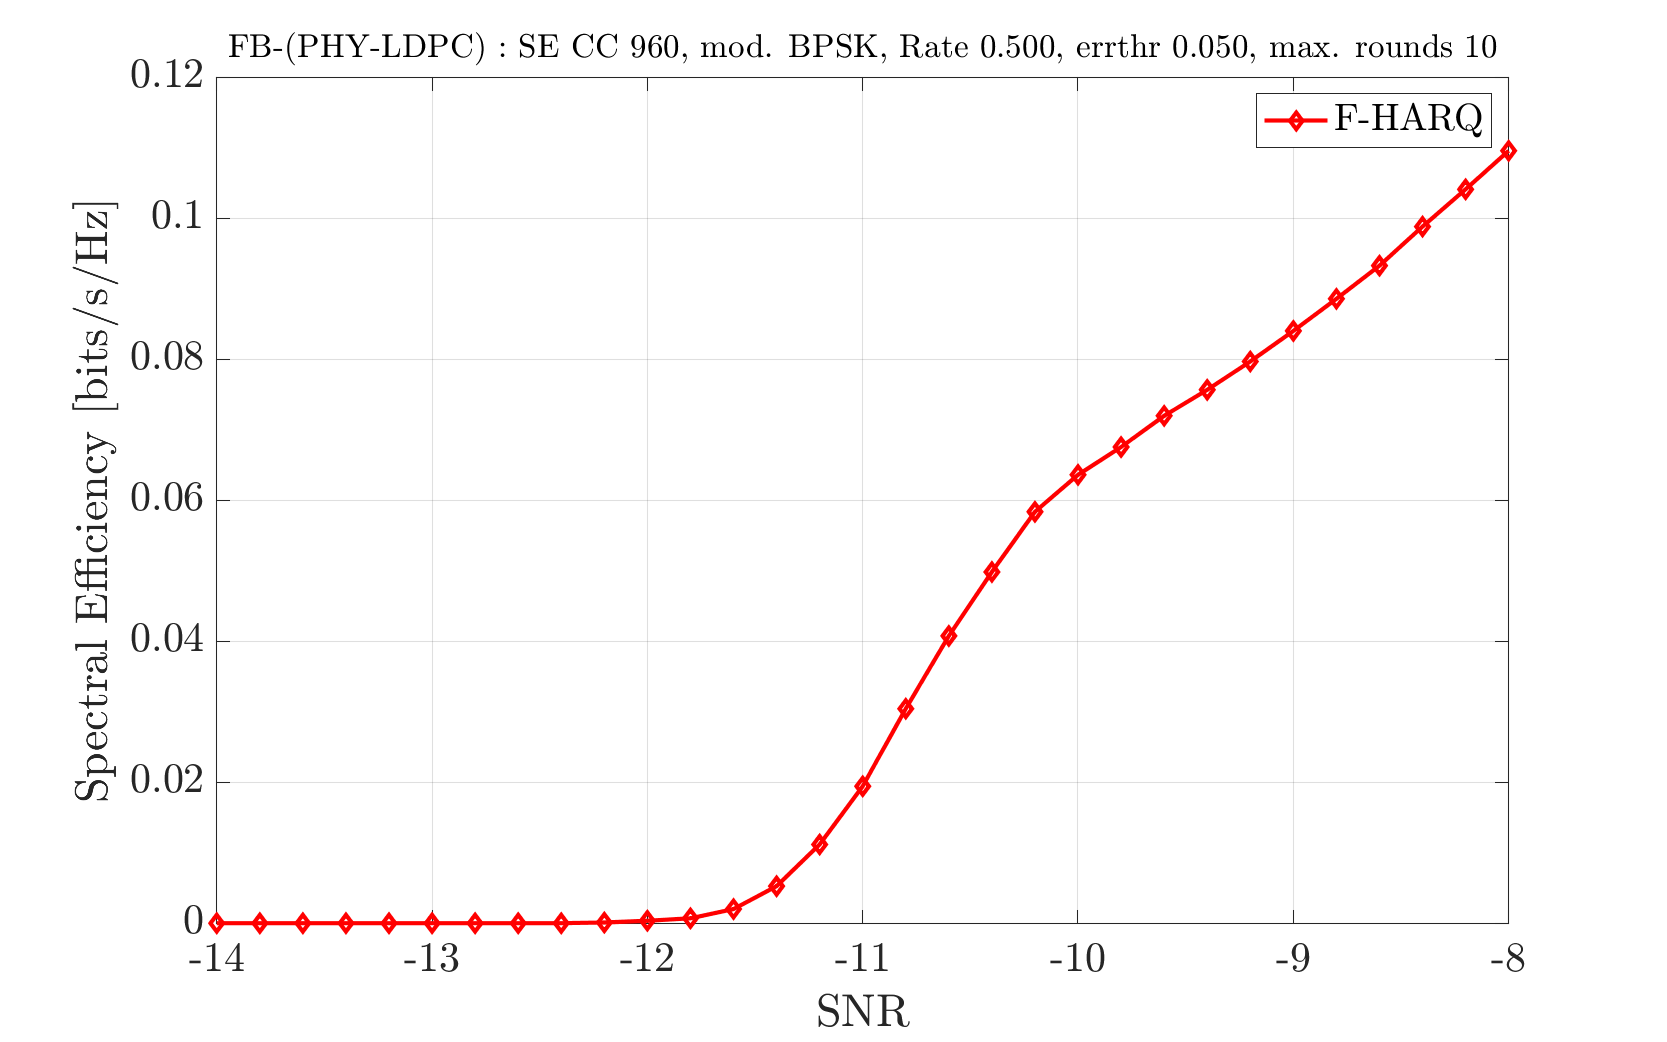 FB-(PHY-LDPC) : SE CC 960, mod. BPSK, Rate 0.500, errthr 0.050, max. rounds 10
F-HARQ
Spectral Efficiency [bits/s/Hz]
0.12
0.1
0.08
0.06
0.04
0.02
0
-14 -13 -12 -11 -10 -9 -8
SNR